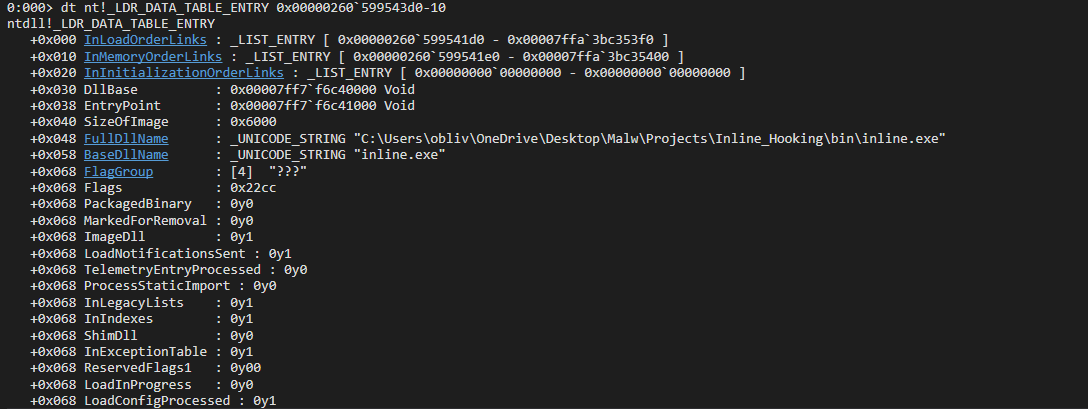 0:000> dt nt!_LDR_DATA_TABLE_ENTRY 0x00000260`599543d0-10
ntdll!_LDR_DATA_TABLE_ENTRY
+0x000 InLoadOrderLinks : _LIST_ENTRY [ 0x00000260`599541d0 - 0x00007ffa`3bc353f0 ]
+0x010 InMemoryOrderLinks : _LIST_ENTRY [ 0x00000260`599541e0 - 0x00007ffa`3bc35400 ]
+0x020 InInitializationOrderLinks : _LIST_ENTRY [ 0x00000000`00000000 - 0x00000000`00000000 ]
+0x030 DllBase : 0x00007ff7`f6c40000 Void
+0x038 EntryPoint : 0x00007ff7`f6c41000 Void
+0x040 SizeOfImage : 0x6000
+0x048 FullDllName : _UNICODE_STRING "C:\Users\obliv\OneDrive\Desktop\Malw\Projects\Inline_Hooking\bin\inline.exe"
+0x058 BaseDllName : _UNICODE_STRING "inline.exe"
+0x068 FlagGroup : [4] "???"
+0x068 Flags : 0x22cc
+0x068 PackagedBinary : 0y0
+0x068 MarkedForRemoval : 0y0
+0x068 ImageDll : 0y1
+0x068 LoadNotificationsSent : 0y1
+0x068 TelemetryEntryProcessed : 0y0
+0x068 ProcessStaticImport : 0y0
+0x068 InLegacyLists : 0y1
+0x068 InIndexes : 0y1
+0x068 ShimDll : 0y0
+0x068 InExceptionTable : 0y1
+0x068 ReservedFlags1 : 0y00
+0x068 LoadInProgress : 0y0
+0x068 LoadConfigProcessed : 0y1